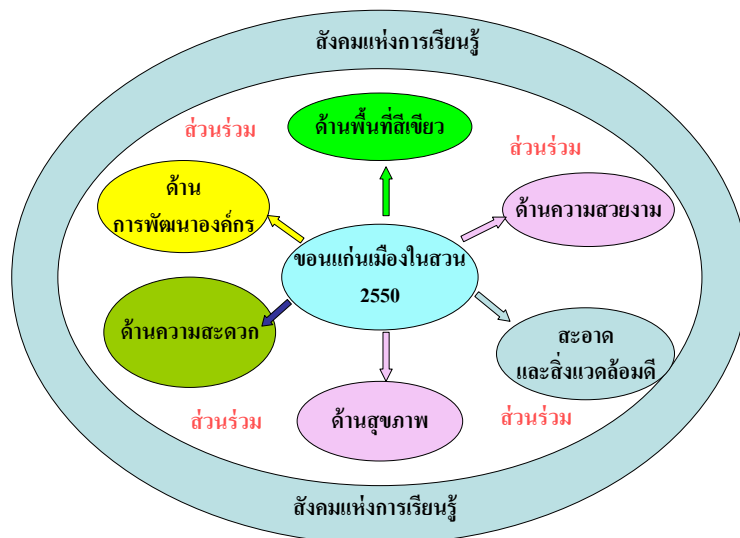 สังคมแห่งการเรียนรู้
ส่วนร่วม
ด้านพื้นที่สีเขียว
ส่วนร่วม
ด้าน
การพัฒนาองค์กร
ด้านความสวยงาม
ขอนแก่นเมืองในสวน
2550
ด้านความสะดวก
สะอาด
และสิ่งแวดล้อมดี
ส่วนร่วม
ด้านสุขภาพ
ส่วนร่วม
สังคมแห่งการเรียนรู้